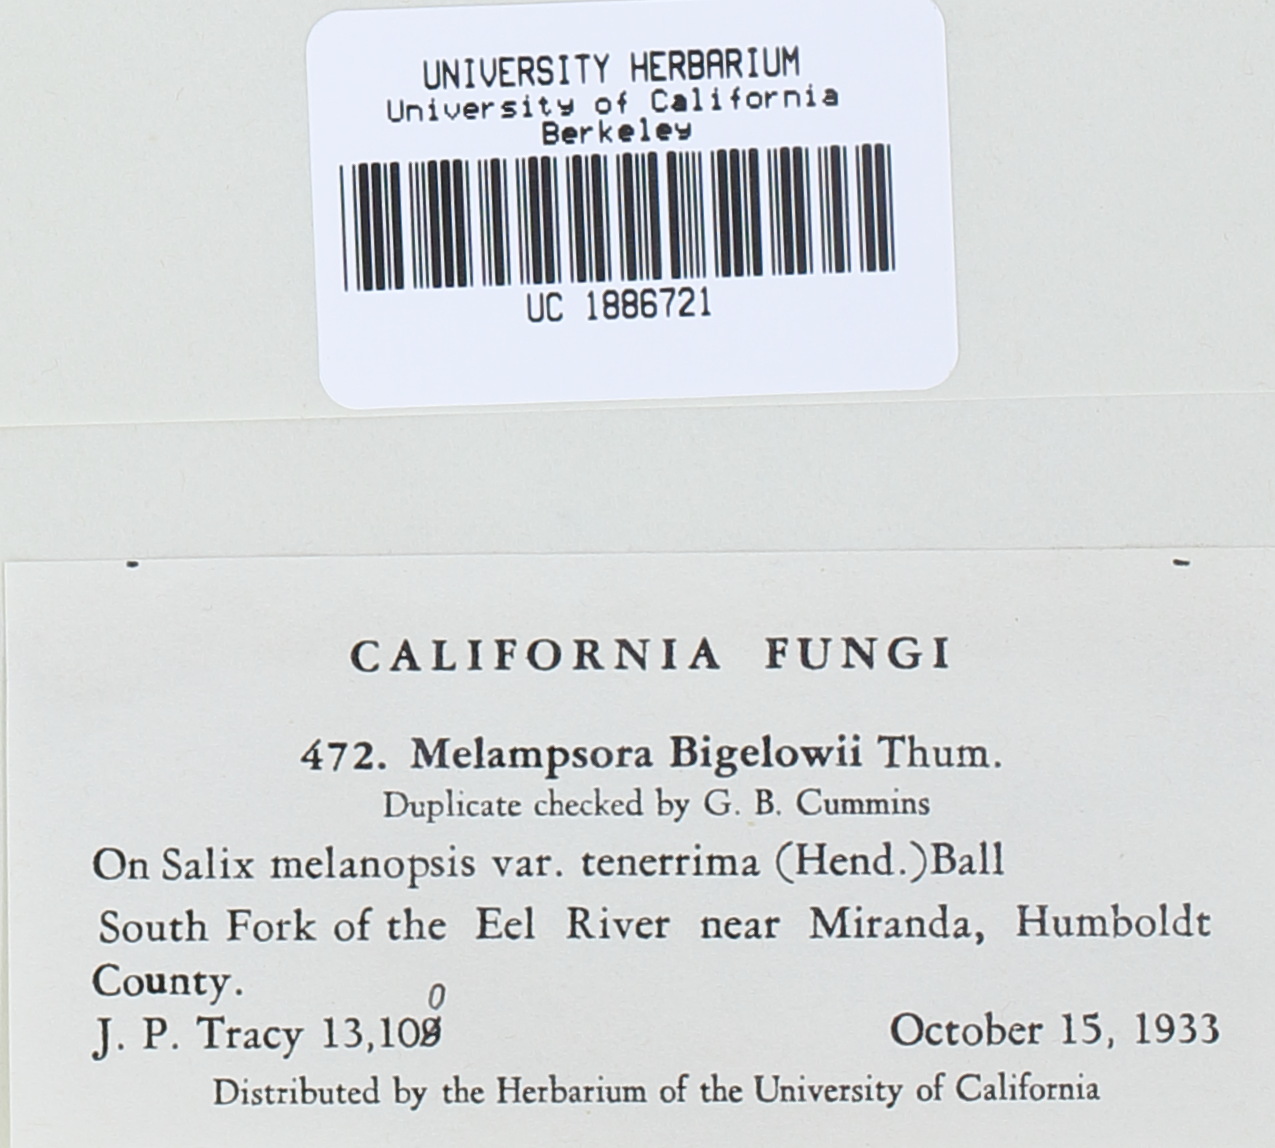 UNIVERSITY HERBARIUM
University of California
Berkeley
UC 1886721
CALIFORNIA FUNGI
472. Melampsora Bigelowii Thum.
Duplicate checked by G. B. Cummins
On Salix melanopsis var. tenerrima (Hend.)Ball
South Fork of the Eel River near Miranda, Humboldt
County.
0
J. P. Tracy 13,109 October 15, 1933
Distributed by the Herbarium of the University of California